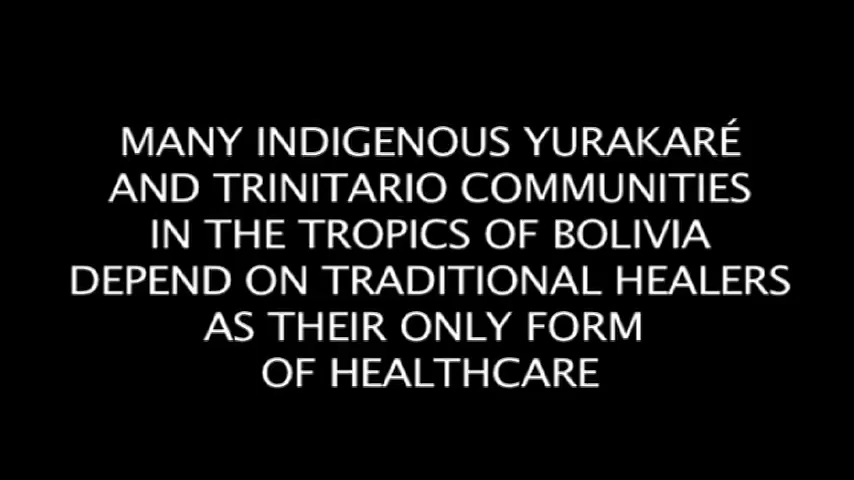 MANY INDIGENOUS YURAKARÉ
AND TRINITARIO COMMUNITIES
IN THE TROPICS OF BOLIVIA
DEPEND ON TRADITIONAL HEALERS
AS THEIR ONLY FORM
OF HEALTHCARE